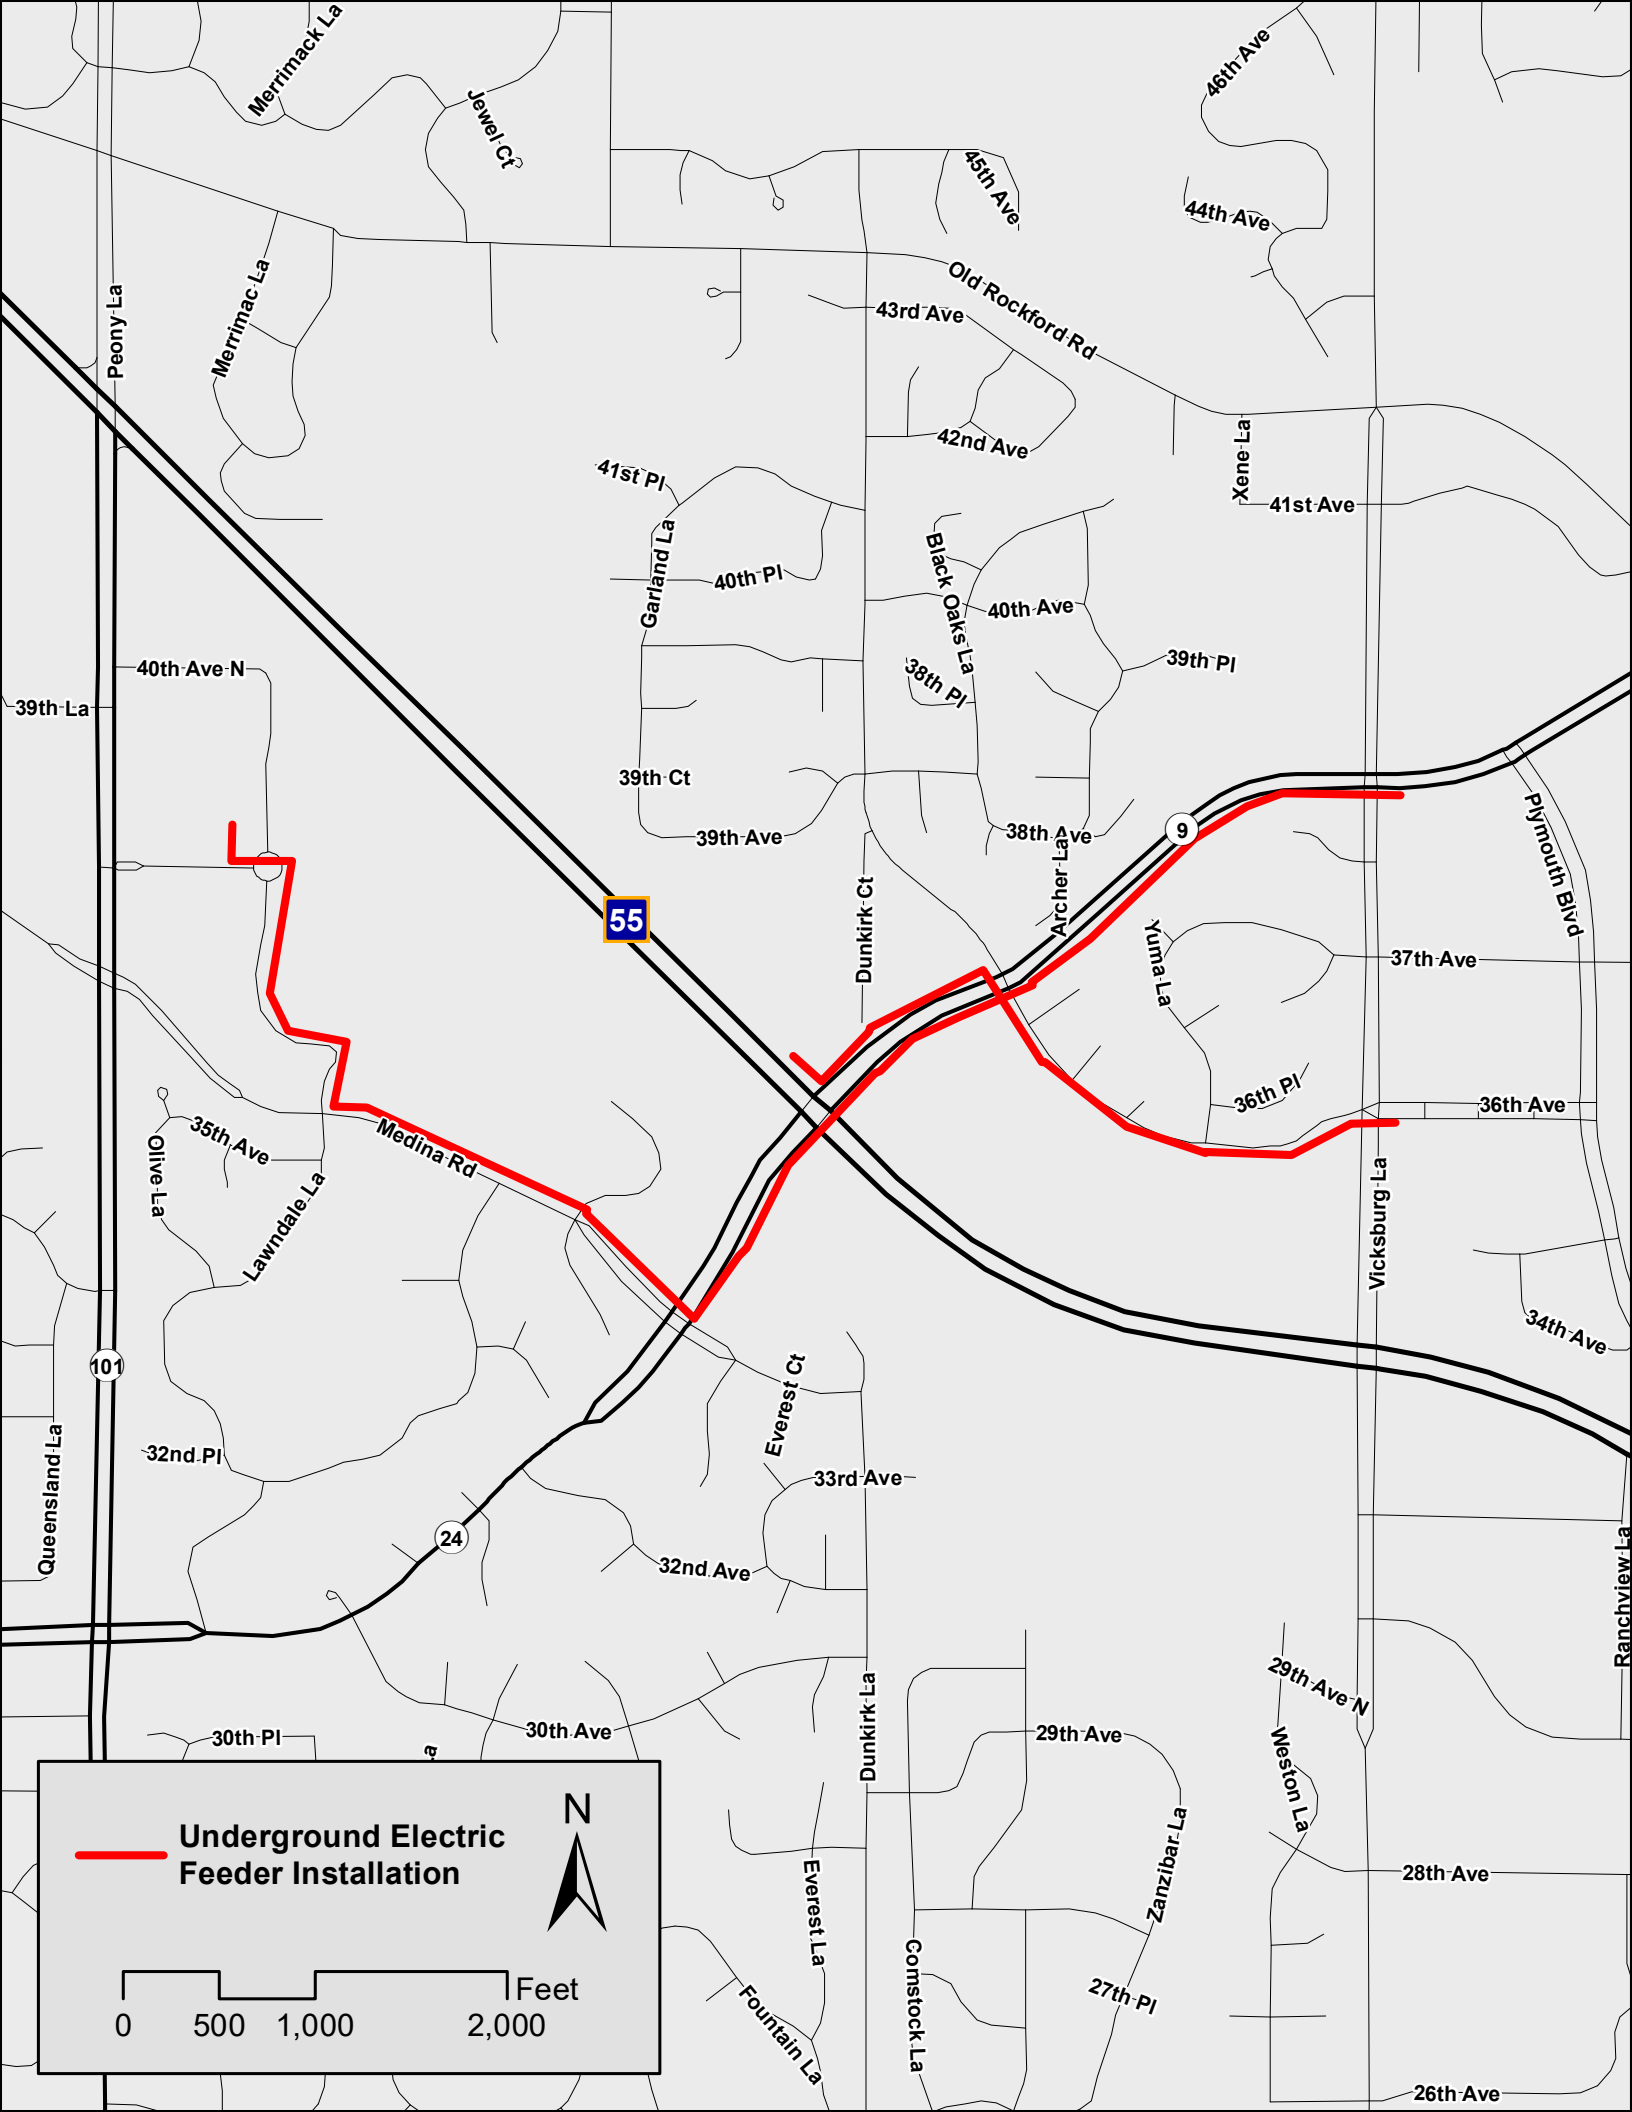 Merrimack La
Jewel Ct
46th Ave
45th Ave
44th Ave
Peony La
Merrimac La
Old Rockford Rd
43rd Ave
42nd Ave
41st Pl
Xene La
41st Ave
Garland La
40th Pl
Black Oaks La
40th Ave
40th Ave N
39th La
39th Pl
38th Pl
39th Ct
39th Ave
38th Ave
9
Plymouth Blvd
Archer La
55
Dunkirk Ct
Yuma La
37th Ave
36th Pl
36th Ave
Medina Rd
35th Ave
Olive La
Lawndale La
Vicksburg La
34th Ave
101
Everest Ct
Queensland La
32nd Pl
33rd Ave
24
32nd Ave
Ranchview La
29th Ave N
Dunkirk La
30th Pl
30th Ave
29th Ave
Weston La
a
Zanzibar La
28th Ave
Everest La
Comstock La
27th Pl
Fountain La
26th Ave
Underground Electric
Feeder Installation
N
Feet
0 500 1,000 2,000